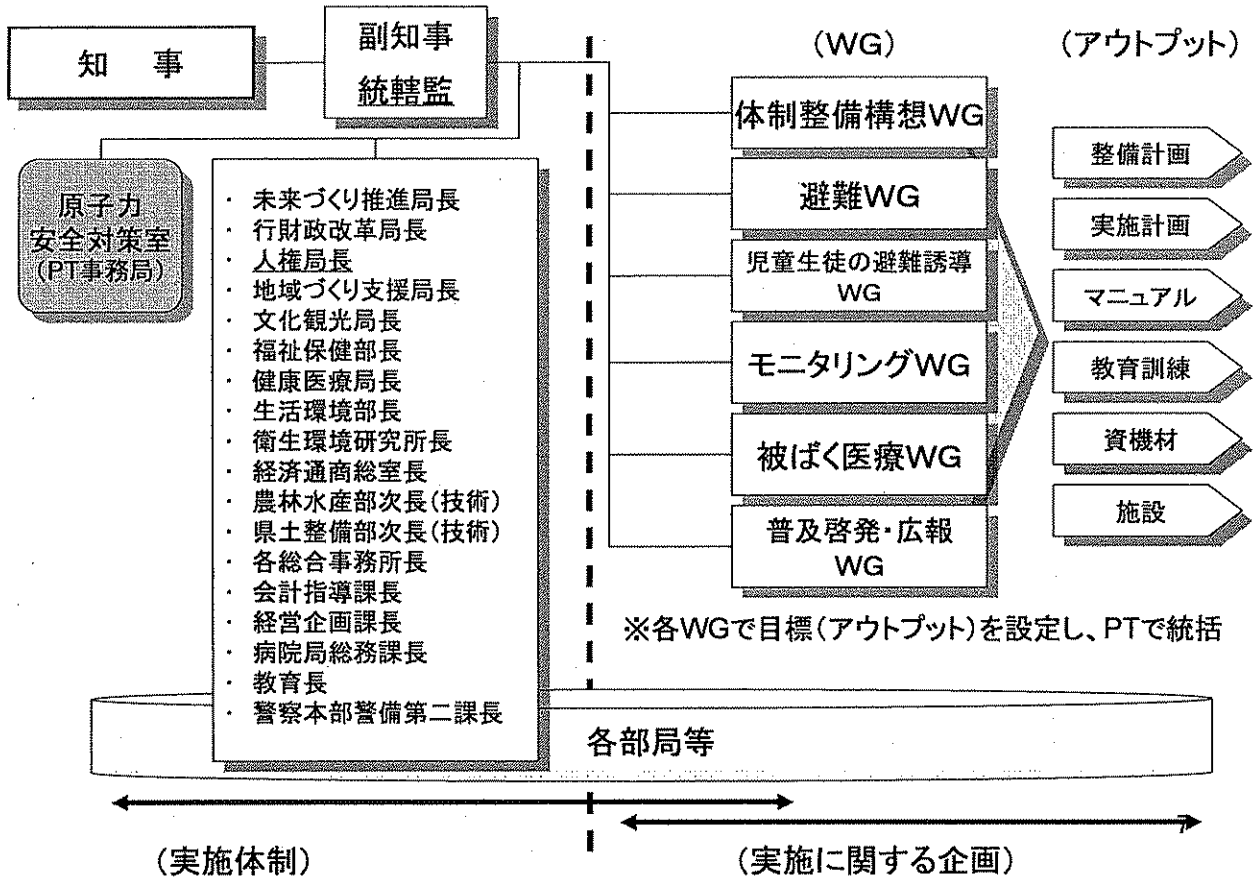 知　事
副知事
統轄監
原子力
安全対策室
(PT事務局)
・ 未来づくり推進局長
・ 行財政改革局長
・ 人権局長
・ 地域づくり支援局長
・ 文化観光局長
・ 福祉保健部長
・ 健康医療局長
・ 生活環境部長
・ 衛生環境研究所長
・ 経済通商総室長
・ 農林水産部次長(技術)
・ 県土整備部次長(技術)
・ 各総合事務所長
・ 会計指導課長
・ 経営企画課長
・ 病院局総務課長
・ 教育長
・ 警察本部警備第二課長
(WG)
体制整備構想WG
避難WG
児童生徒の避難誘導
WG
モニタリングWG
被ばく医療WG
普及啓発・広報
WG
(アウトプット)
整備計画
実施計画
マニュアル
教育訓練
資機材
施設
※各WGで目標(アウトプット)を設定し、PTで統括
各部局等
7
(実施体制)
(実施に関する企画)